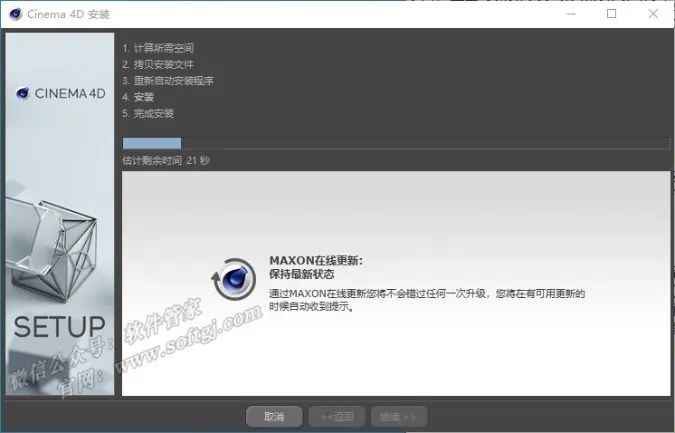 Cinema 4D 安装
CINEMA 4D
SETUP
1. 计算所需空间
2. 拷贝安装文件
3. 重新启动安装程序
4. 安装
5. 完成安装
估计剩余时间 21 秒
MAXON在线更新：
保持最新状态
通过MAXON在线更新您将不会错过任何一次升级，您将在有可用更新的
时候自动收到提示。
微信公众号：软件管家
官网：www.softgj.com
取消
<<返回
继续 >>